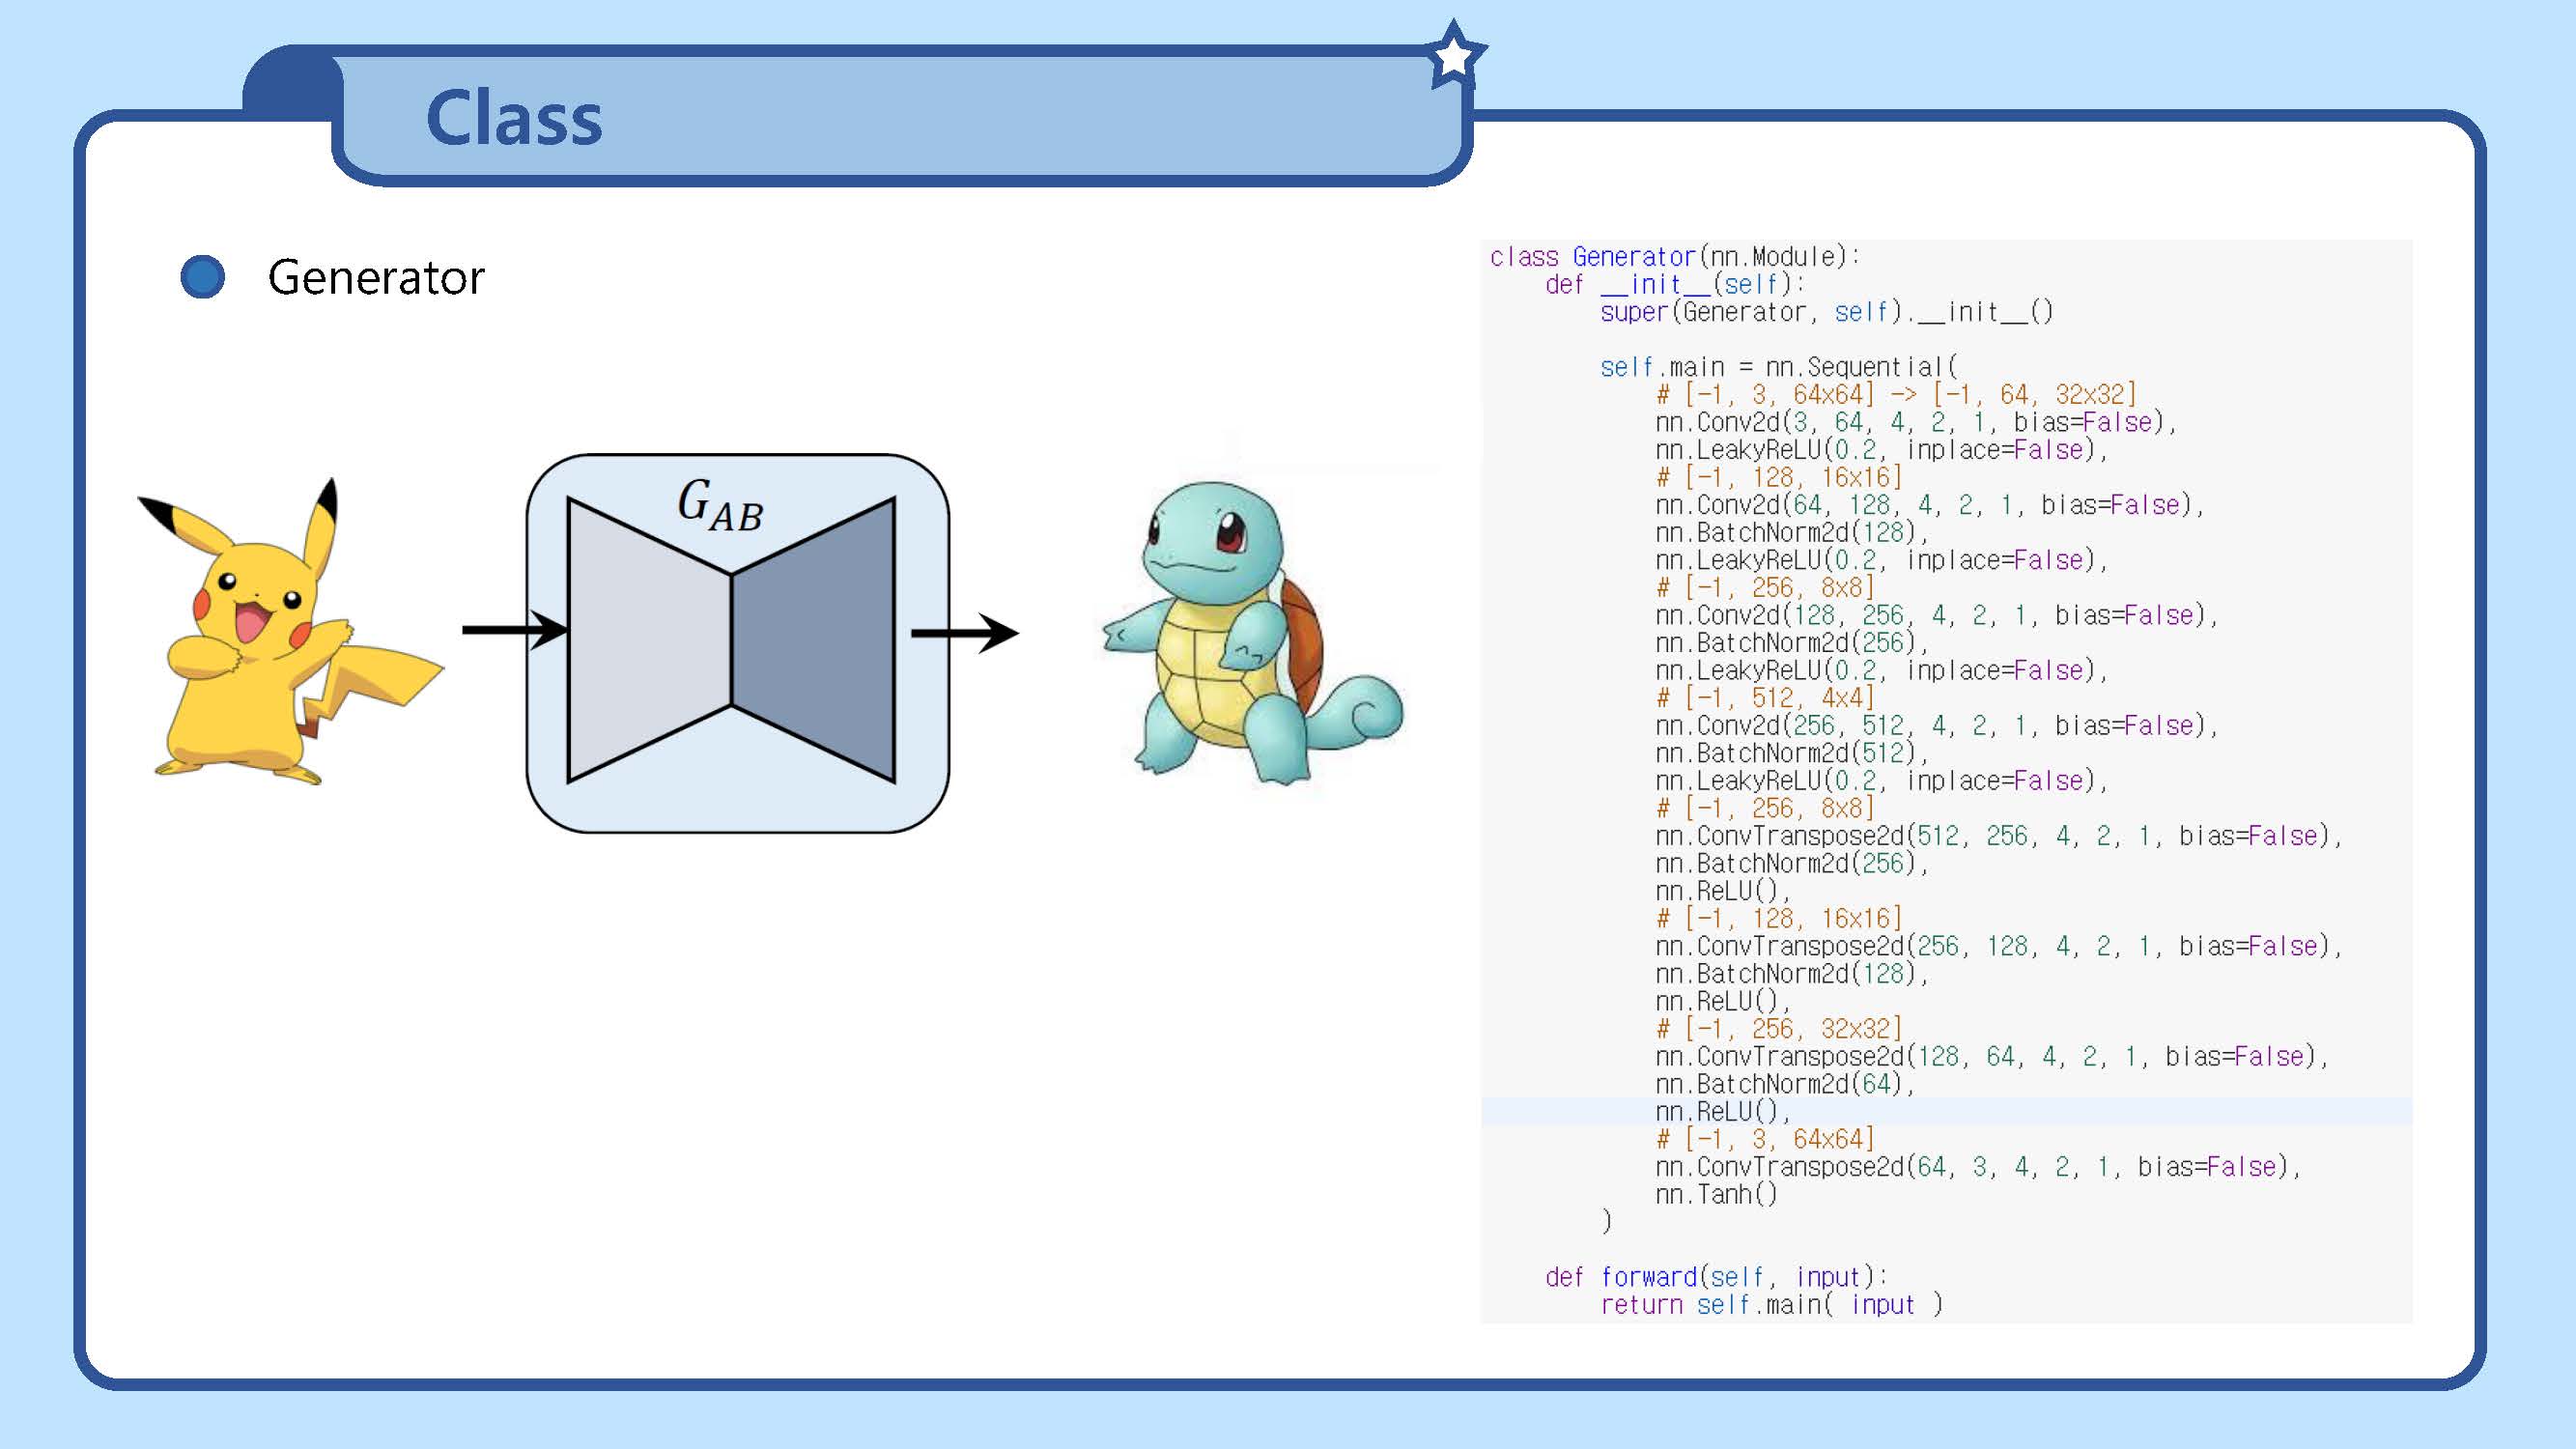 Class
Generator
G_AB
class Generator(nn.Module):
    def __init__(self):
        super(Generator, self).__init__()

        self.main = nn.Sequential(
            # [-1, 3, 64x64] -> [-1, 64, 32x32]
            nn.Conv2d(3, 64, 4, 2, 1, bias=False),
            nn.LeakyReLU(0.2, inplace=False),
            # [-1, 128, 16x16]
            nn.Conv2d(64, 128, 4, 2, 1, bias=False),
            nn.BatchNorm2d(128),
            nn.LeakyReLU(0.2, inplace=False),
            # [-1, 256, 8x8]
            nn.Conv2d(128, 256, 4, 2, 1, bias=False),
            nn.BatchNorm2d(256),
            nn.LeakyReLU(0.2, inplace=False),
            # [-1, 512, 4x4]
            nn.Conv2d(256, 512, 4, 2, 1, bias=False),
            nn.BatchNorm2d(512),
            nn.LeakyReLU(0.2, inplace=False),
            # [-1, 256, 8x8]
            nn.ConvTranspose2d(512, 256, 4, 2, 1, bias=False),
            nn.BatchNorm2d(256),
            nn.ReLU(),
            # [-1, 128, 16x16]
            nn.ConvTranspose2d(256, 128, 4, 2, 1, bias=False),
            nn.BatchNorm2d(128),
            nn.ReLU(),
            # [-1, 256, 32x32]
            nn.ConvTranspose2d(128, 64, 4, 2, 1, bias=False),
            nn.BatchNorm2d(64),
            nn.ReLU(),
            # [-1, 3, 64x64]
            nn.ConvTranspose2d(64, 3, 4, 2, 1, bias=False),
            nn.Tanh()
        )

    def forward(self, input):
        return self.main( input )